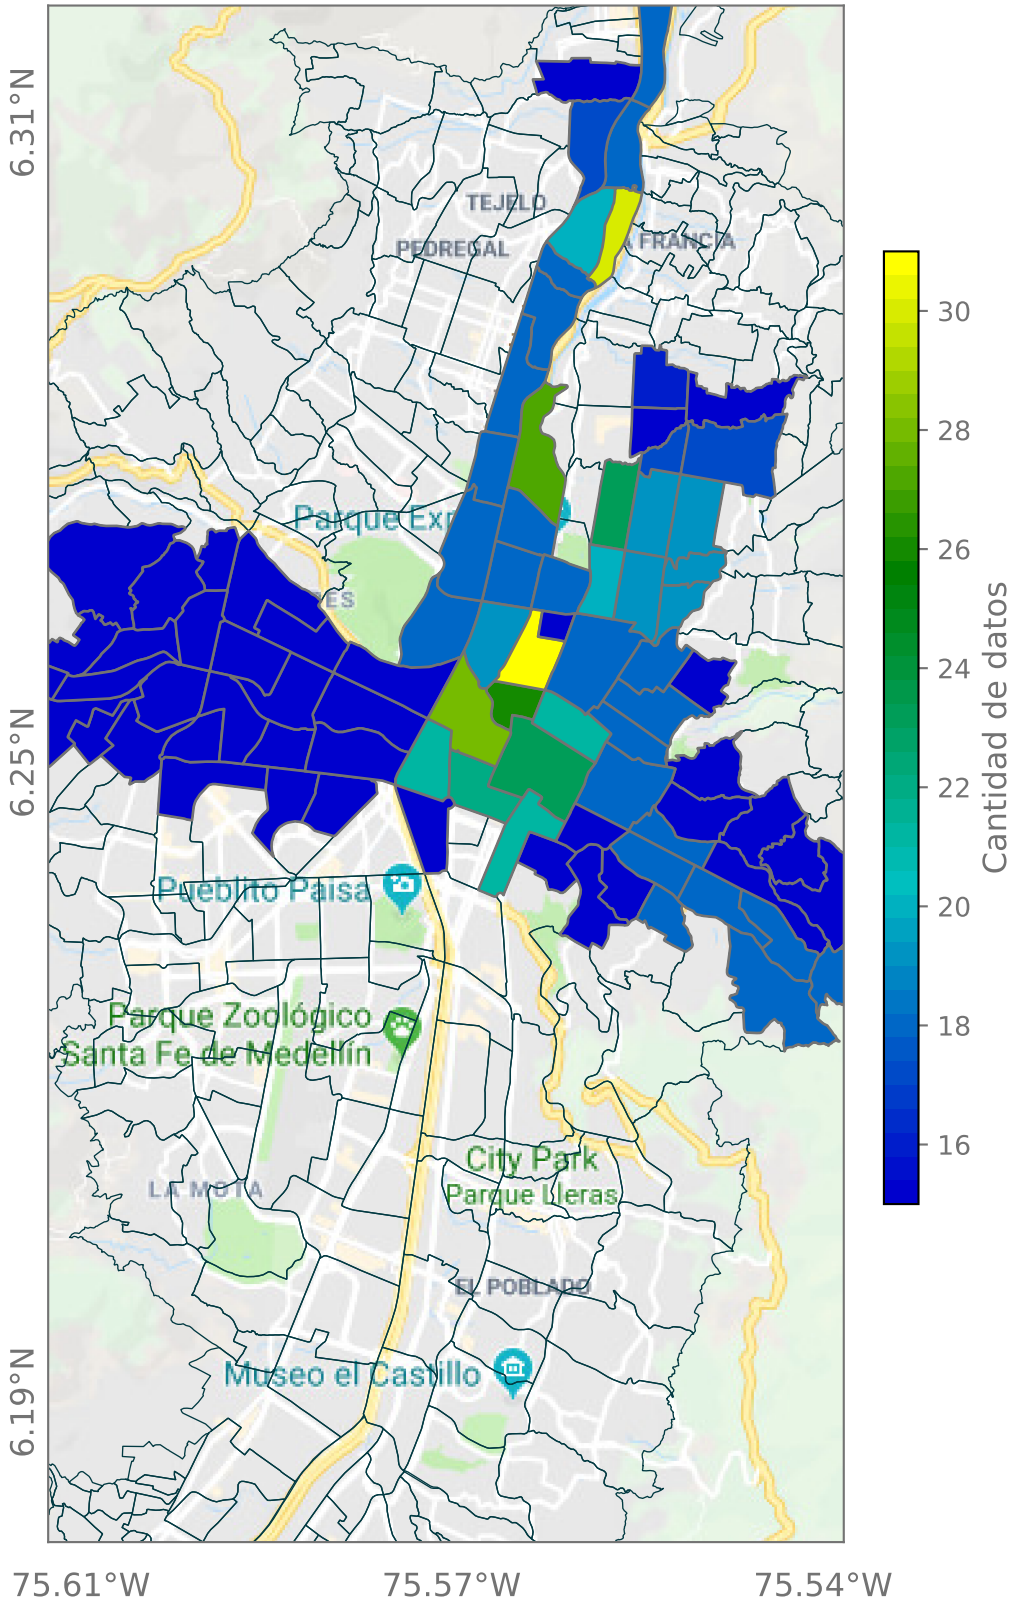 6.31°N
TEJELO
PEDREGAL
A FRANCIA
30
28
Parque Exp
26
ES
24
Cantidad de datos
6.25°N
22
Pueblito Paisa
20
Parque Zoológico
Santa Fe de Medellín
18
City Park
16
LA MOTA
Parque Lleras
EL POBLADO
Museo el Castillo
6.19°N
75.61°W
75.57°W
75.54°W